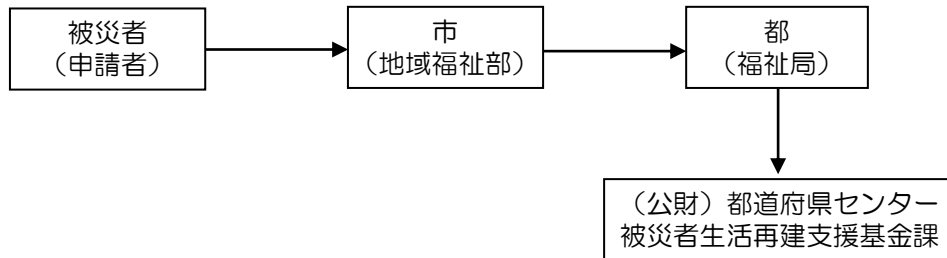 被災者
（申請者）
市
（地域福祉部）
都
（福祉局）
（公財）都道府県センター
被災者生活再建支援基金課